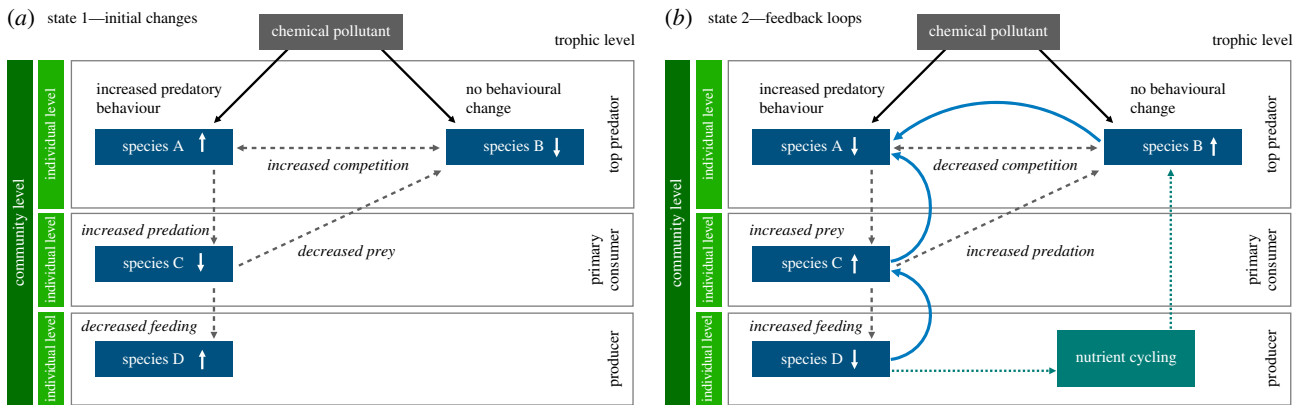 (a) state 1—initial changes
chemical pollutant
trophic level
community level
individual level
increased predatory
behaviour
no behavioural
change
top predator
species A ↑
species B ↓
increased competition
individual level
increased predation
species C ↓
decreased prey
primary
consumer
individual level
decreased feeding
species D ↑
producer
(b) state 2—feedback loops
chemical pollutant
trophic level
community level
individual level
increased predatory
behaviour
no behavioural
change
top predator
species A ↓
species B ↑
decreased competition
individual level
increased prey
species C ↑
increased predation
primary
consumer
individual level
increased feeding
species D ↓
nutrient cycling
producer